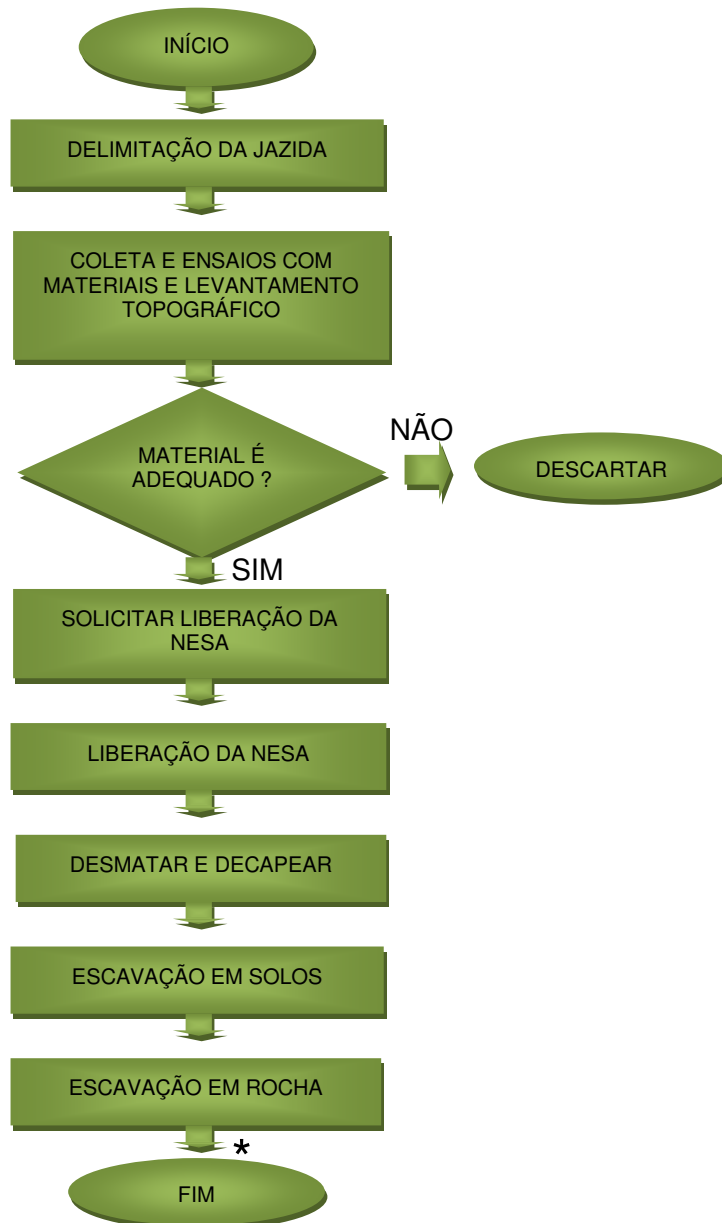 INÍCIO
DELIMITAÇÃO DA JAZIDA
COLETA E ENSAIOS COM
MATERIAIS E LEVANTAMENTO
TOPOGRÁFICO
MATERIAL É
ADEQUADO ?
NÃO
DESCARTAR
SIM
SOLICITAR LIBERAÇÃO DA
NESA
LIBERAÇÃO DA NESA
DESMATAR E DECAPEAR
ESCAVAÇÃO EM SOLOS
ESCAVAÇÃO EM ROCHA
*
FIM